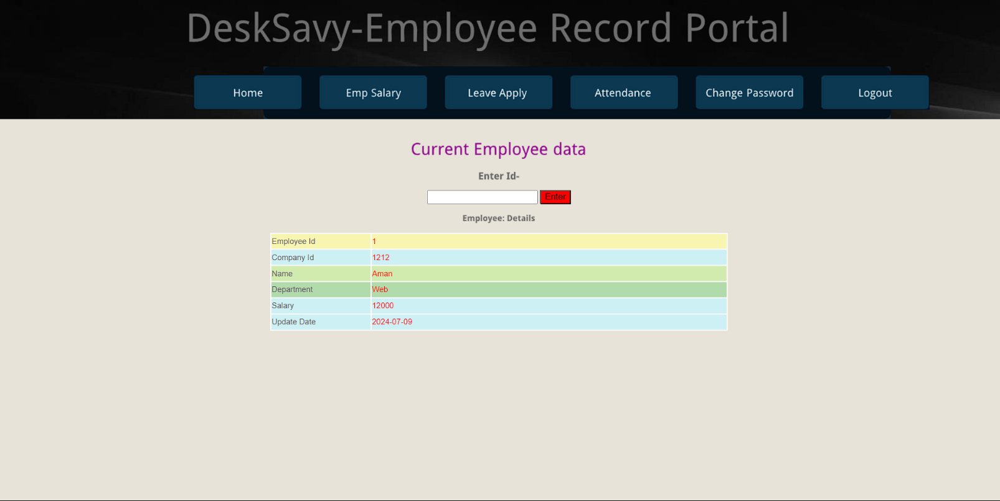 DeskSavy-Employee Record Portal
Home Emp Salary Leave Apply Attendance Change Password Logout
Current Employee data
Enter Id-
Enter
Employee: Details
Employee Id 1
Company Id 1212
Name Aman
Department Web
Salary 12000
Update Date 2024-07-09